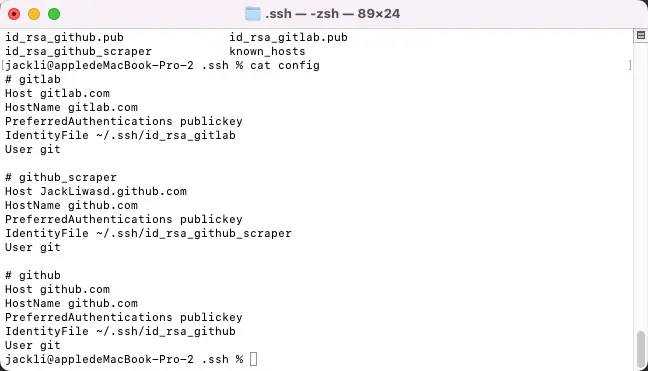 .ssh — -zsh — 89×24
id_rsa_github.pub id_rsa_gitlab.pub
id_rsa_github_scraper known_hosts
[jackli@appledeMacBook-Pro-2 .ssh % cat config ]
# gitlab
Host gitlab.com
HostName gitlab.com
PreferredAuthentications publickey
IdentityFile ~/.ssh/id_rsa_gitlab
User git
# github_scraper
Host JackLiwasd.github.com
HostName github.com
PreferredAuthentications publickey
IdentityFile ~/.ssh/id_rsa_github_scraper
User git
# github
Host github.com
HostName github.com
PreferredAuthentications publickey
IdentityFile ~/.ssh/id_rsa_github
User git
jackli@appledeMacBook-Pro-2 .ssh %